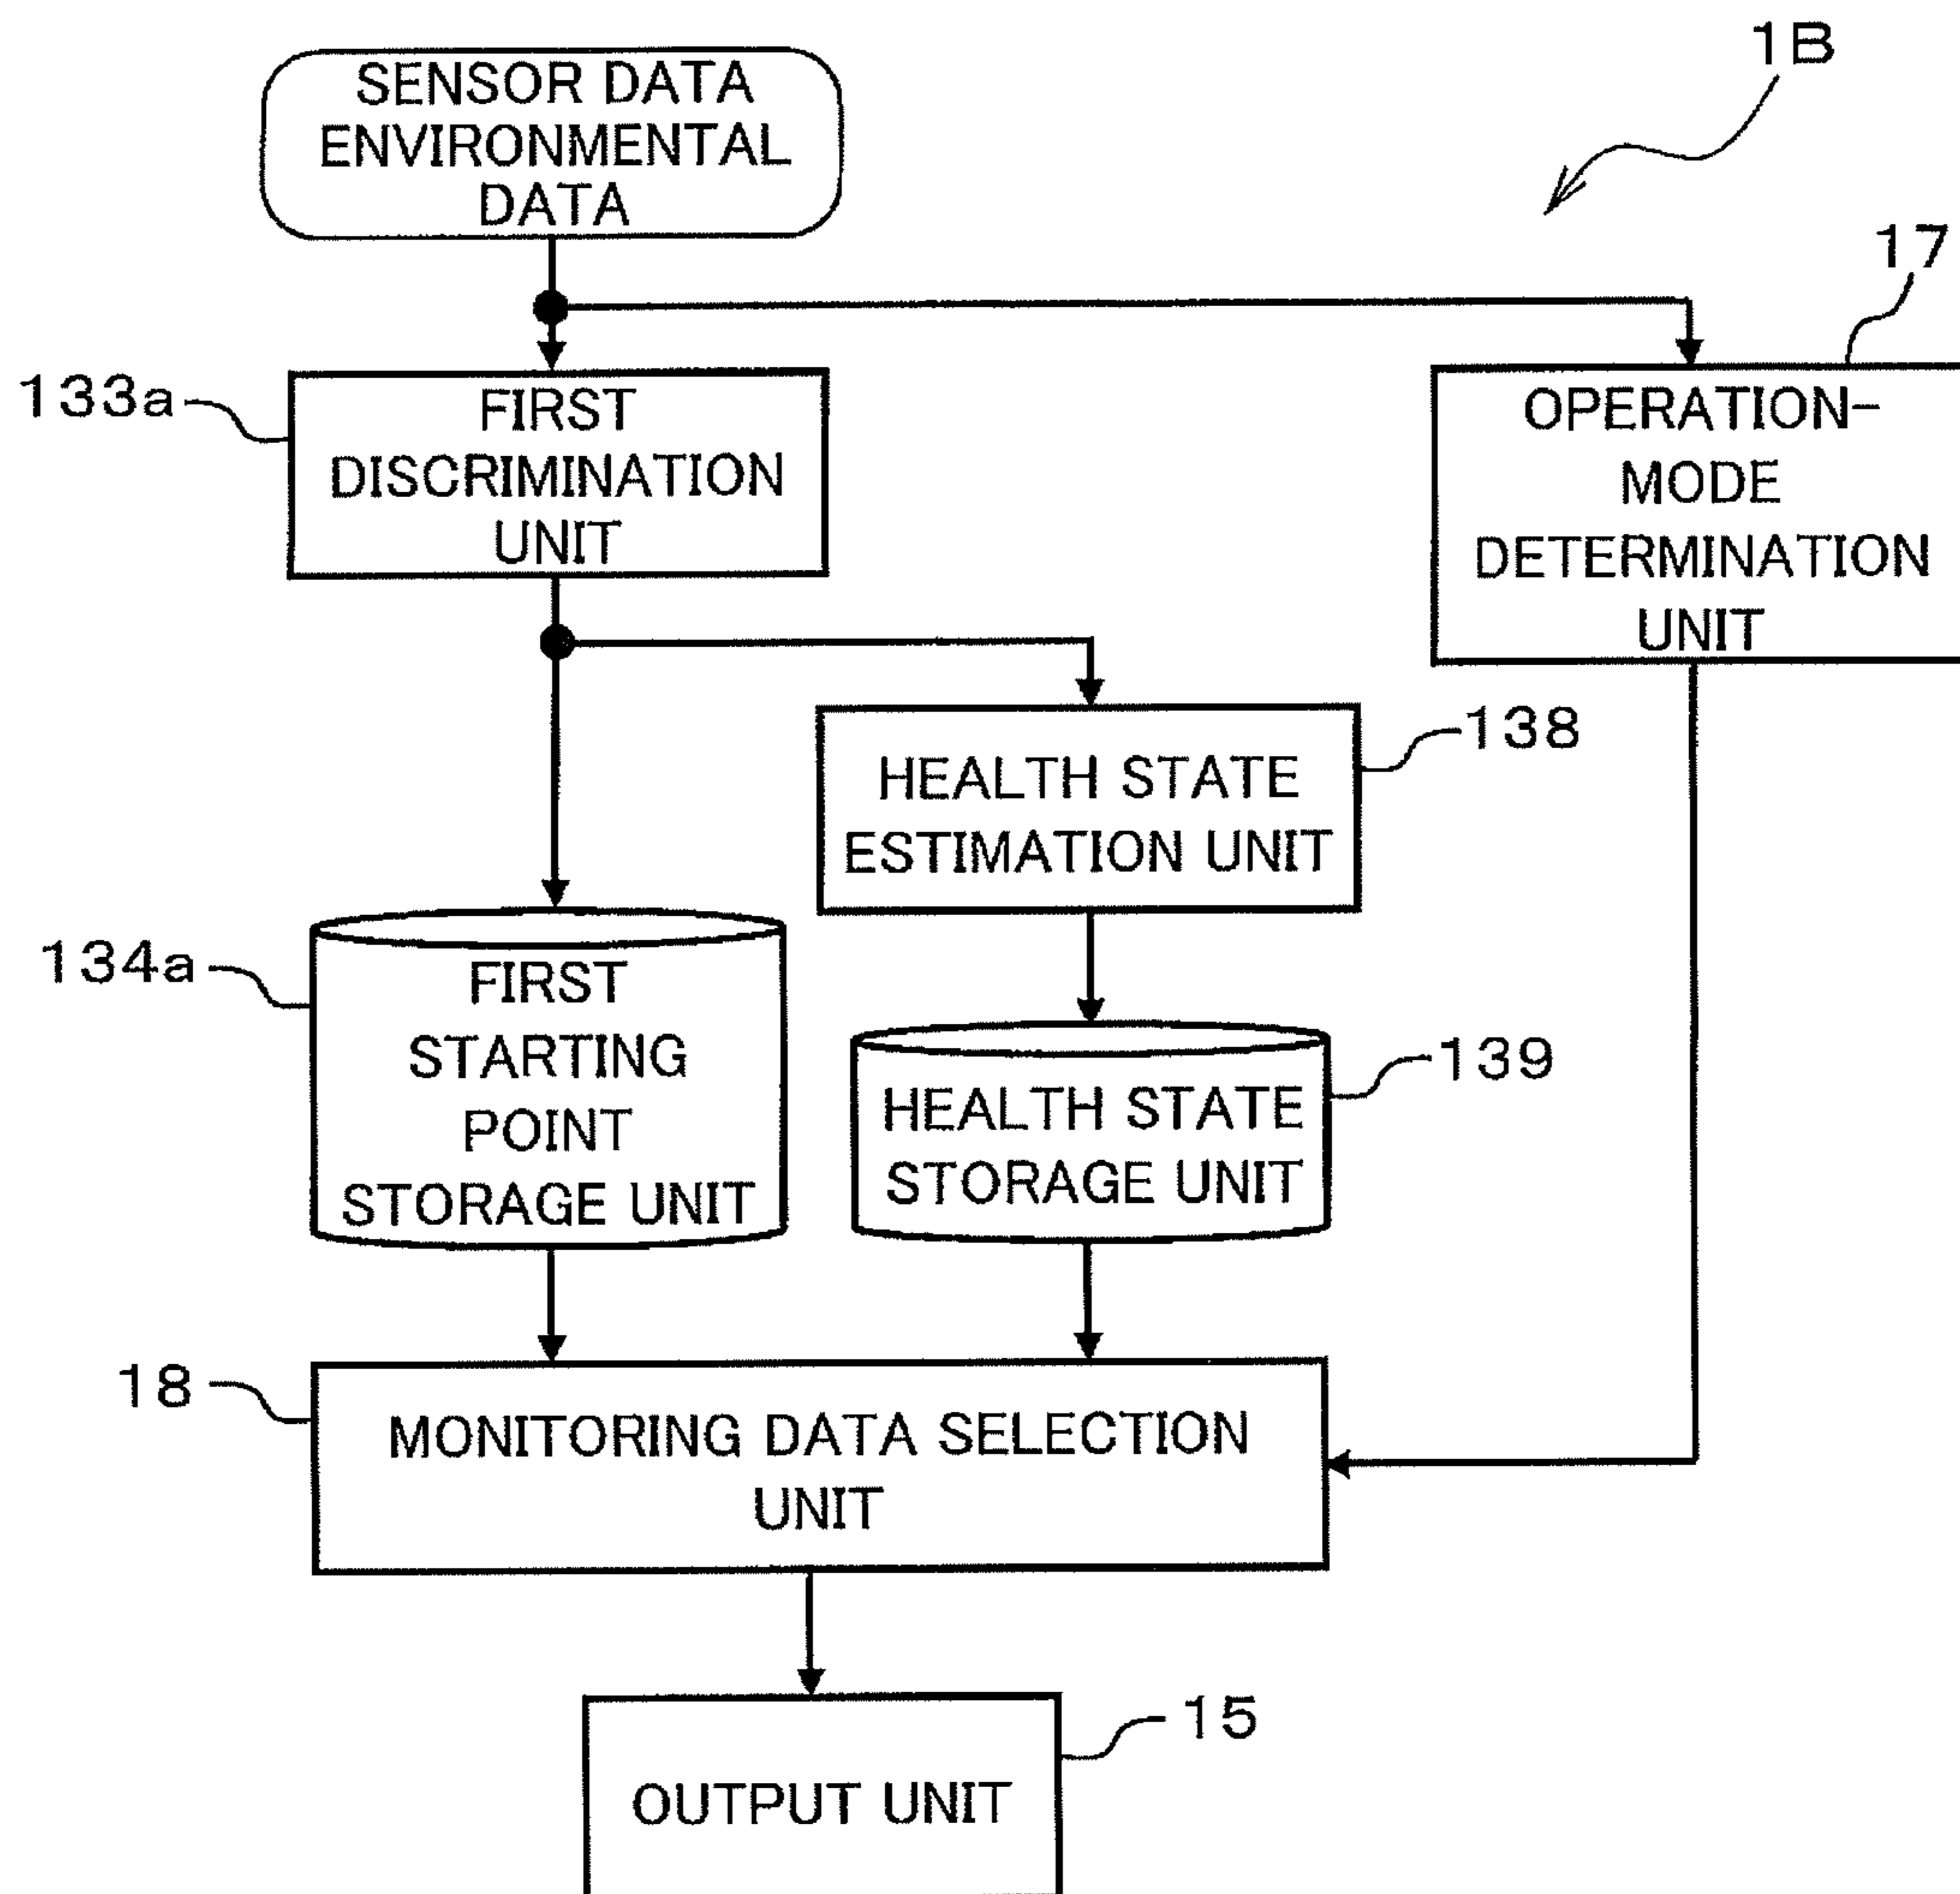 1B
SENSOR DATA
ENVIRONMENTAL
DATA
17
133a
FIRST
DISCRIMINATION
UNIT
OPERATION-
MODE
DETERMINATION
UNIT
138
HEALTH STATE
ESTIMATION UNIT
134a
FIRST
STARTING
POINT
STORAGE UNIT
139
HEALTH STATE
STORAGE UNIT
18
MONITORING DATA SELECTION
UNIT
15
OUTPUT UNIT